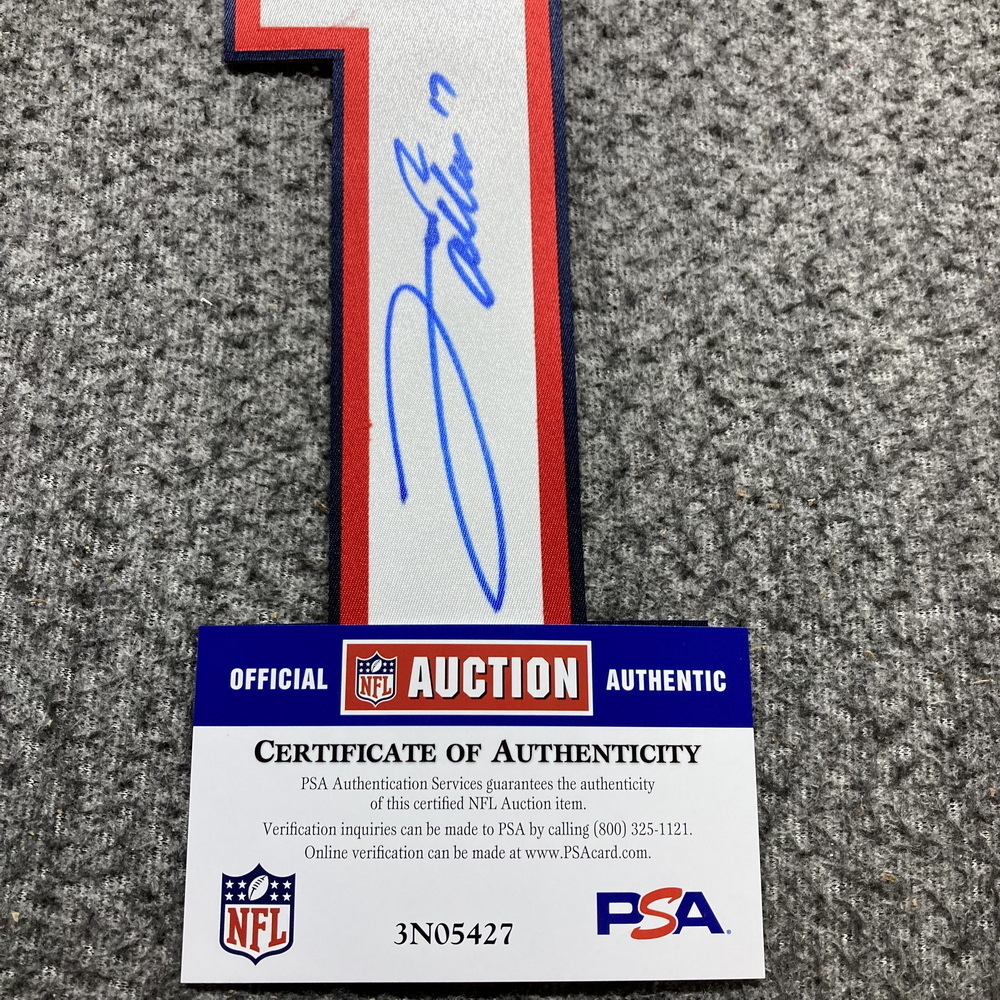 1
OFFICIAL NFL AUCTION AUTHENTIC
CERTIFICATE OF AUTHENTICITY
PSA Authentication Services guarantees the authenticity
of this certified NFL Auction item.
Verification inquiries can be made to PSA by calling (800) 325-1121.
Online verification can be made at www.PSAcard.com.
NFL
3N05427
PSA